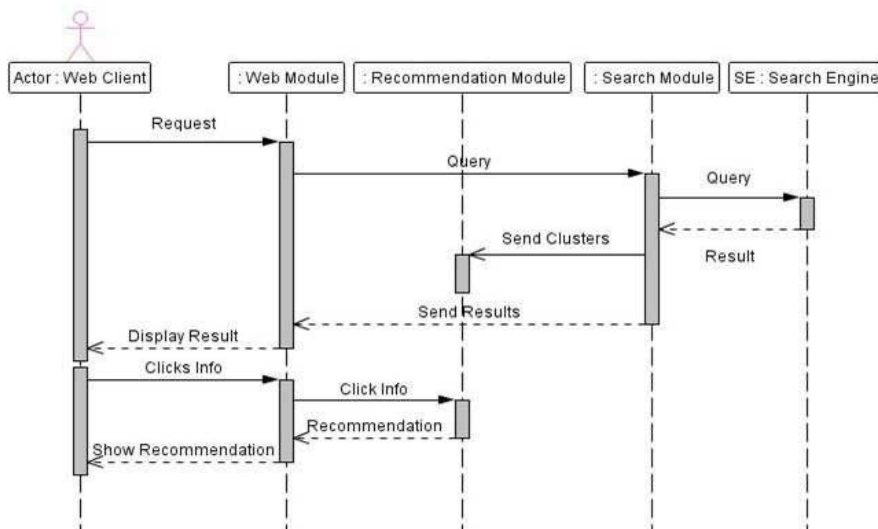 Actor : Web Client
: Web Module
: Recommendation Module
: Search Module
SE : Search Engine
Request
Query
Query
Send Clusters
Result
Send Results
Display Result
Clicks Info
Click Info
Recommendation
Show Recommendation